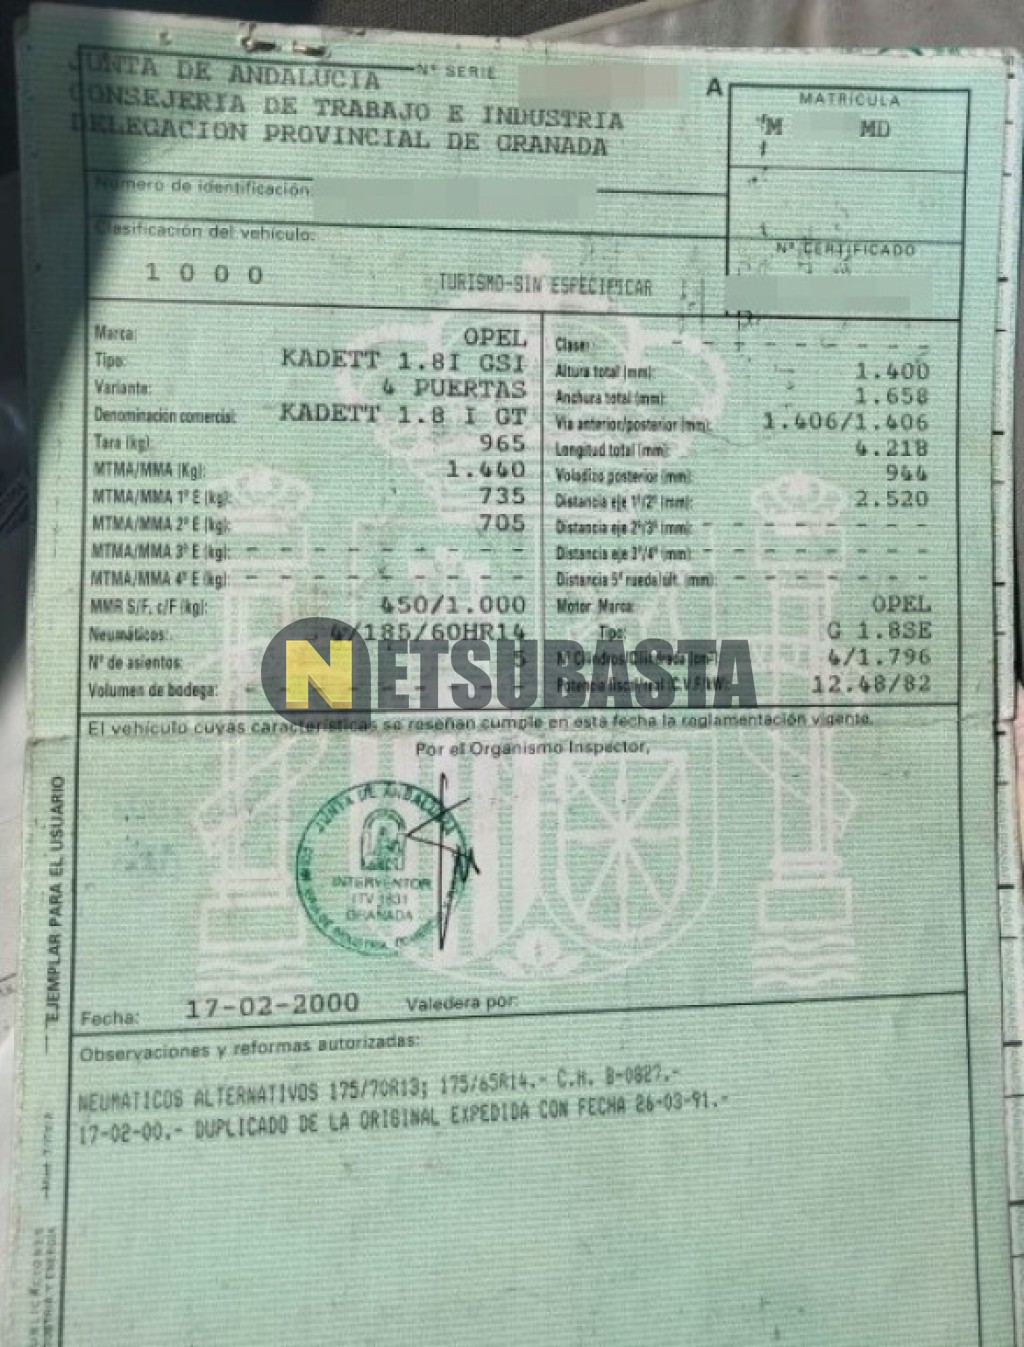 JUNTA DE ANDALUCIA
Nº SERIE
A
CONSEJERIA DE TRABAJO E INDUSTRIA
DELEGACION PROVINCIAL DE GRANADA
MATRICULA
M MD
Número de identificación
Clasificación del vehículo:
Nº CERTIFICADO
1 0 0 0 TURISMO-SIN ESPECIFICAR
Marca: OPEL
Tipo: KADETT 1.8I GSI
Variante: 4 PUERTAS
Denominación comercial: KADETT 1.8 I GT
Tara (kg): 965
MTMA/MMA (Kg): 1.440
MTMA/MMA 1º E (kg): 735
MTMA/MMA 2º E (kg): 705
MTMA/MMA 3º E (kg): - - - - - - - - - - -
MTMA/MMA 4º E (kg): - - - - - - - - - - -
MMR S/F, c/F (kg): 450/1.000
Neumáticos: 4/185/60HR14
Nº de asientos: 5
Volumen de bodega:
Clase: - - - - - - - - -
Altura total (mm): 1.400
Anchura total (mm): 1.658
Vía anterior/posterior (mm): 1.406/1.406
Longitud total (mm): 4.218
Voladizo posterior (mm): 944
Distancia eje 1º/2º (mm): 2.520
Distancia eje 2º/3º (mm): - - - - - - - -
Distancia eje 3º/4º (mm): - - - - - - - -
Distancia 5ª rueda/últ. (mm): - - - - - - -
Motor Marca: OPEL
Tipo: G 1.8SE
Nº Cilindros/Cilindrada (cm³) 4/1.796
Potencia fiscal/real (C.V.F/kW) 12.48/82
NETSUBASTA
El vehículo cuyas características se reseñan cumple en esta fecha la reglamentación vigente.
Por el Organismo Inspector,
JUNTA DE ANDALUCIA
INTERVENTOR
ITV 1831
GRANADA
EJEMPLAR PARA EL USUARIO
Fecha: 17-02-2000 Valedera por:
Observaciones y reformas autorizadas:
NEUMATICOS ALTERNATIVOS 175/70R13; 175/65R14.- C.H. B-0827.-
17-02-00.- DUPLICADO DE LA ORIGINAL EXPEDIDA CON FECHA 26-03-91.-